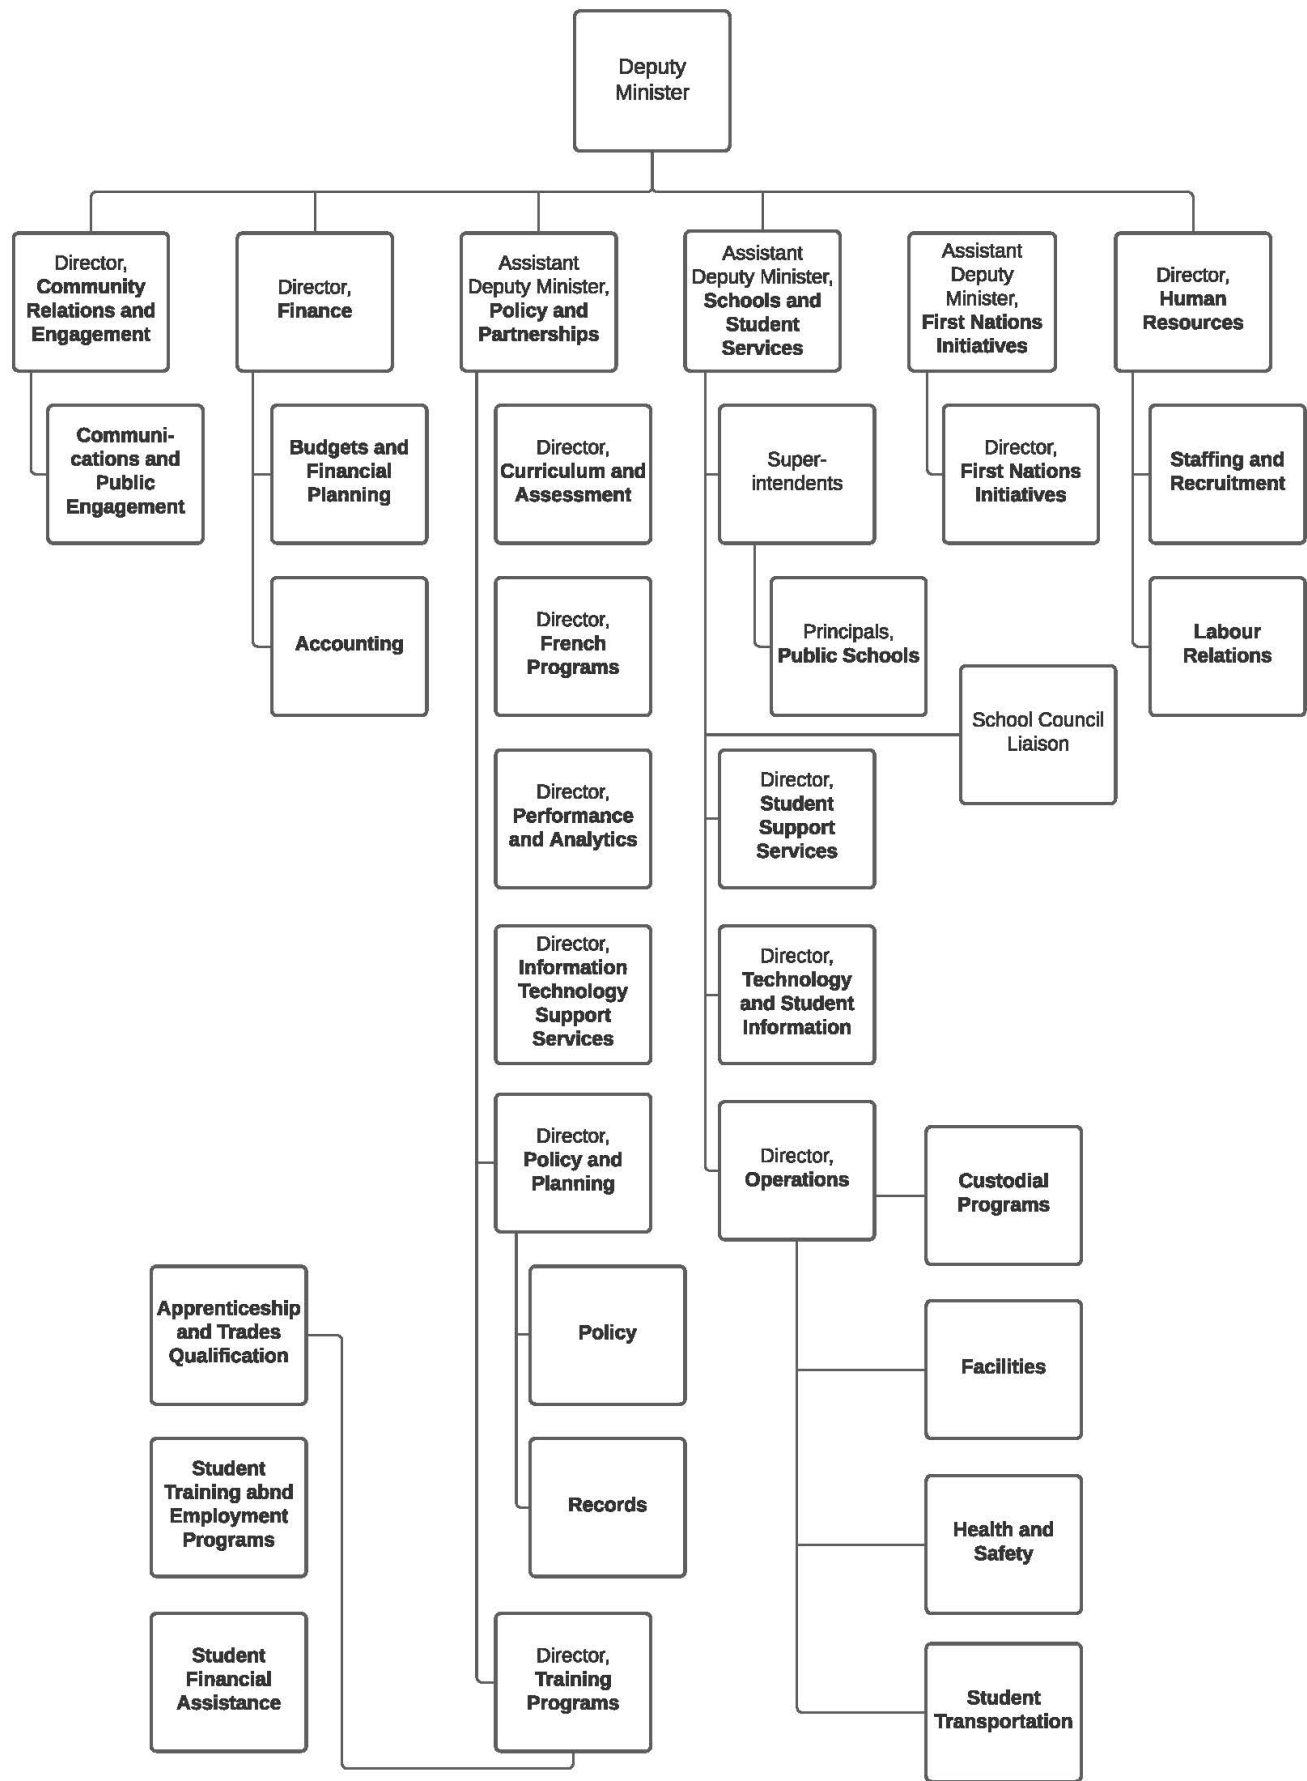 Deputy
Minister
Director,
Community
Relations and
Engagement
Director,
Finance
Assistant
Deputy Minister,
Policy and
Partnerships
Assistant
Deputy Minister,
Schools and
Student
Services
Assistant
Deputy
Minister,
First Nations
Initiatives
Director,
Human
Resources
Communi-
cations and
Public
Engagement
Budgets and
Financial
Planning
Director,
Curriculum and
Assessment
Super-
intendents
Director,
First Nations
Initiatives
Staffing and
Recruitment
Accounting
Director,
French
Programs
Principals,
Public Schools
Labour
Relations
School Council
Liaison
Director,
Performance
and Analytics
Director,
Student
Support
Services
Director,
Information
Technology
Support
Services
Director,
Technology
and Student
Information
Director,
Policy and
Planning
Director,
Operations
Custodial
Programs
Apprenticeship
and Trades
Qualification
Policy
Facilities
Student
Training abnd
Employment
Programs
Records
Health and
Safety
Student
Financial
Assistance
Director,
Training
Programs
Student
Transportation